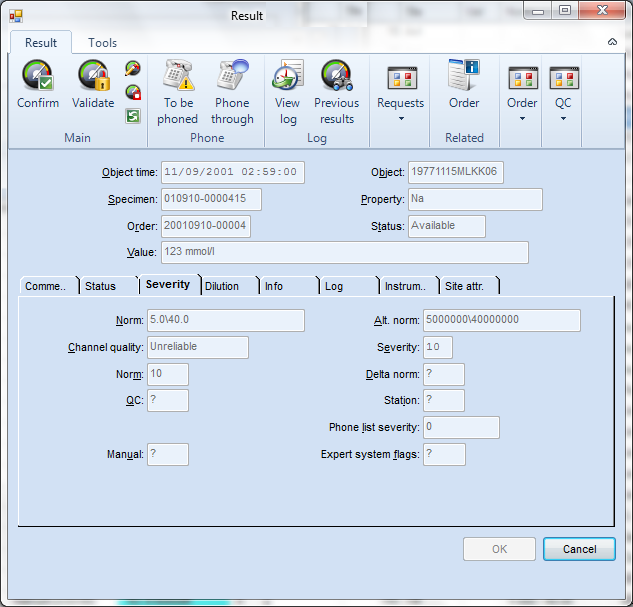 Result
Result Tools
Confirm Validate To be phoned Phone through View log Previous results Requests Order Order QC
Main Phone Log Related
Object time: 11/09/2001 02:59:00 Object: 19771115MLKK06
Specimen: 010910-0000415 Property: Na
Order: 20010910-00004 Status: Available
Value: 123 mmol/l
Comme.. Status Severity Dilution Info Log Instrum.. Site attr.
Norm: 5.0\40.0 Alt. norm: 5000000\40000000
Channel quality: Unreliable Severity: 10
Norm: 10 Delta norm: ?
QC: ? Station: ?
Phone list severity: 0
Manual: ? Expert system flags: ?
OK Cancel